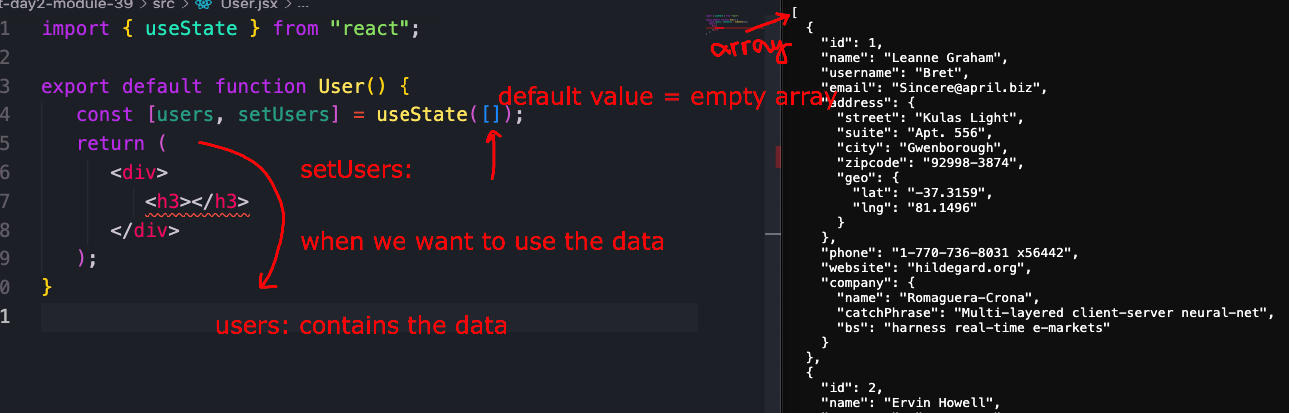 t-day2-module-39 > src > User.jsx > ...
1 import { useState } from "react";
2
3 export default function User() {
4 const [users, setUsers] = useState([]);
5 return (
6 <div>
7 <h3></h3>
8 </div>
9 );
0 }
1
default value = empty array
setUsers:
when we want to use the data
users: contains the data
array
[
{
"id": 1,
"name": "Leanne Graham",
"username": "Bret",
"email": "Sincere@april.biz",
"address": {
"street": "Kulas Light",
"suite": "Apt. 556",
"city": "Gwenborough",
"zipcode": "92998-3874",
"geo": {
"lat": "-37.3159",
"lng": "81.1496"
}
},
"phone": "1-770-736-8031 x56442",
"website": "hildegard.org",
"company": {
"name": "Romaguera-Crona",
"catchPhrase": "Multi-layered client-server neural-net",
"bs": "harness real-time e-markets"
}
},
{
"id": 2,
"name": "Ervin Howell",